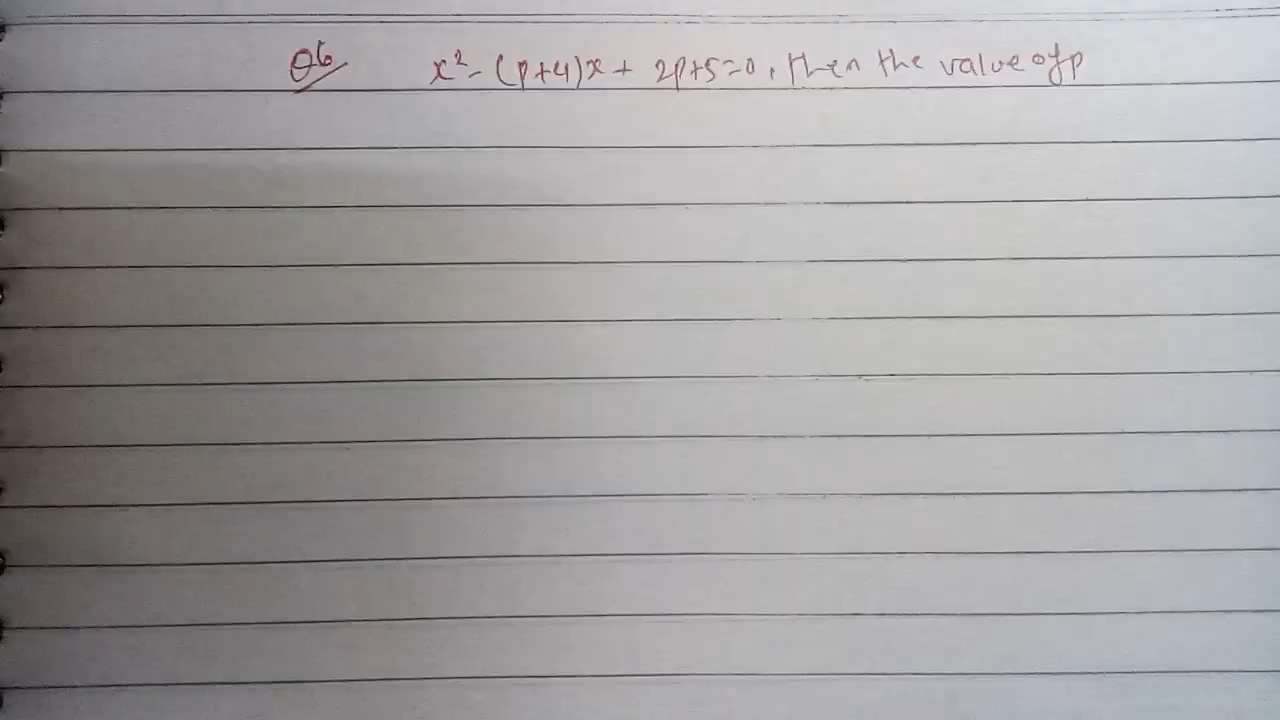 Q6 x² - (p+4)x + 2p+5=0, then the value of p